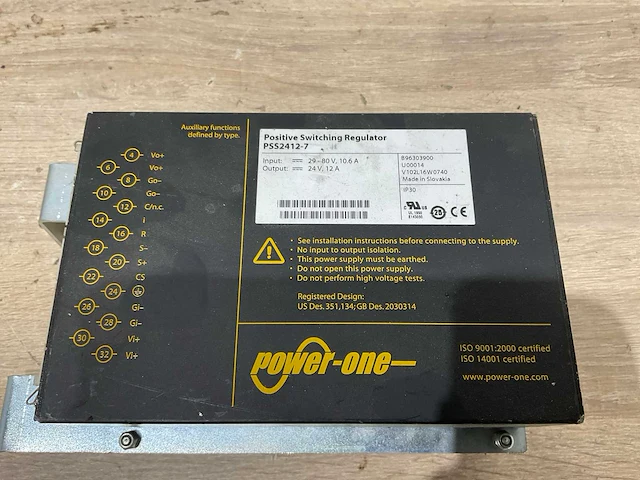 Auxiliary functions
defined by type.
4 Vo+
6 Vo+
8 Go–
10 Go–
12 C/n.c.
14 I
16 R
18 S–
20 S+
22 CS
24
26 Gi–
28 Gi–
30 Vi+
32 Vi+
Positive Switching Regulator
PSS2412-7
Input: 29–80 V, 10.6 A
Output: 24 V, 12 A
B96303900
U00014
V102L16W0740
Made in Slovakia
IP30
• See installation instructions before connecting to the supply.
• No input to output isolation.
• This power supply must be earthed.
• Do not open this power supply.
• Do not perform high voltage tests.
Registered Design:
US Des. 351,134; GB Des. 2030314
power-one
ISO 9001:2000 certified
ISO 14001 certified
www.power-one.com